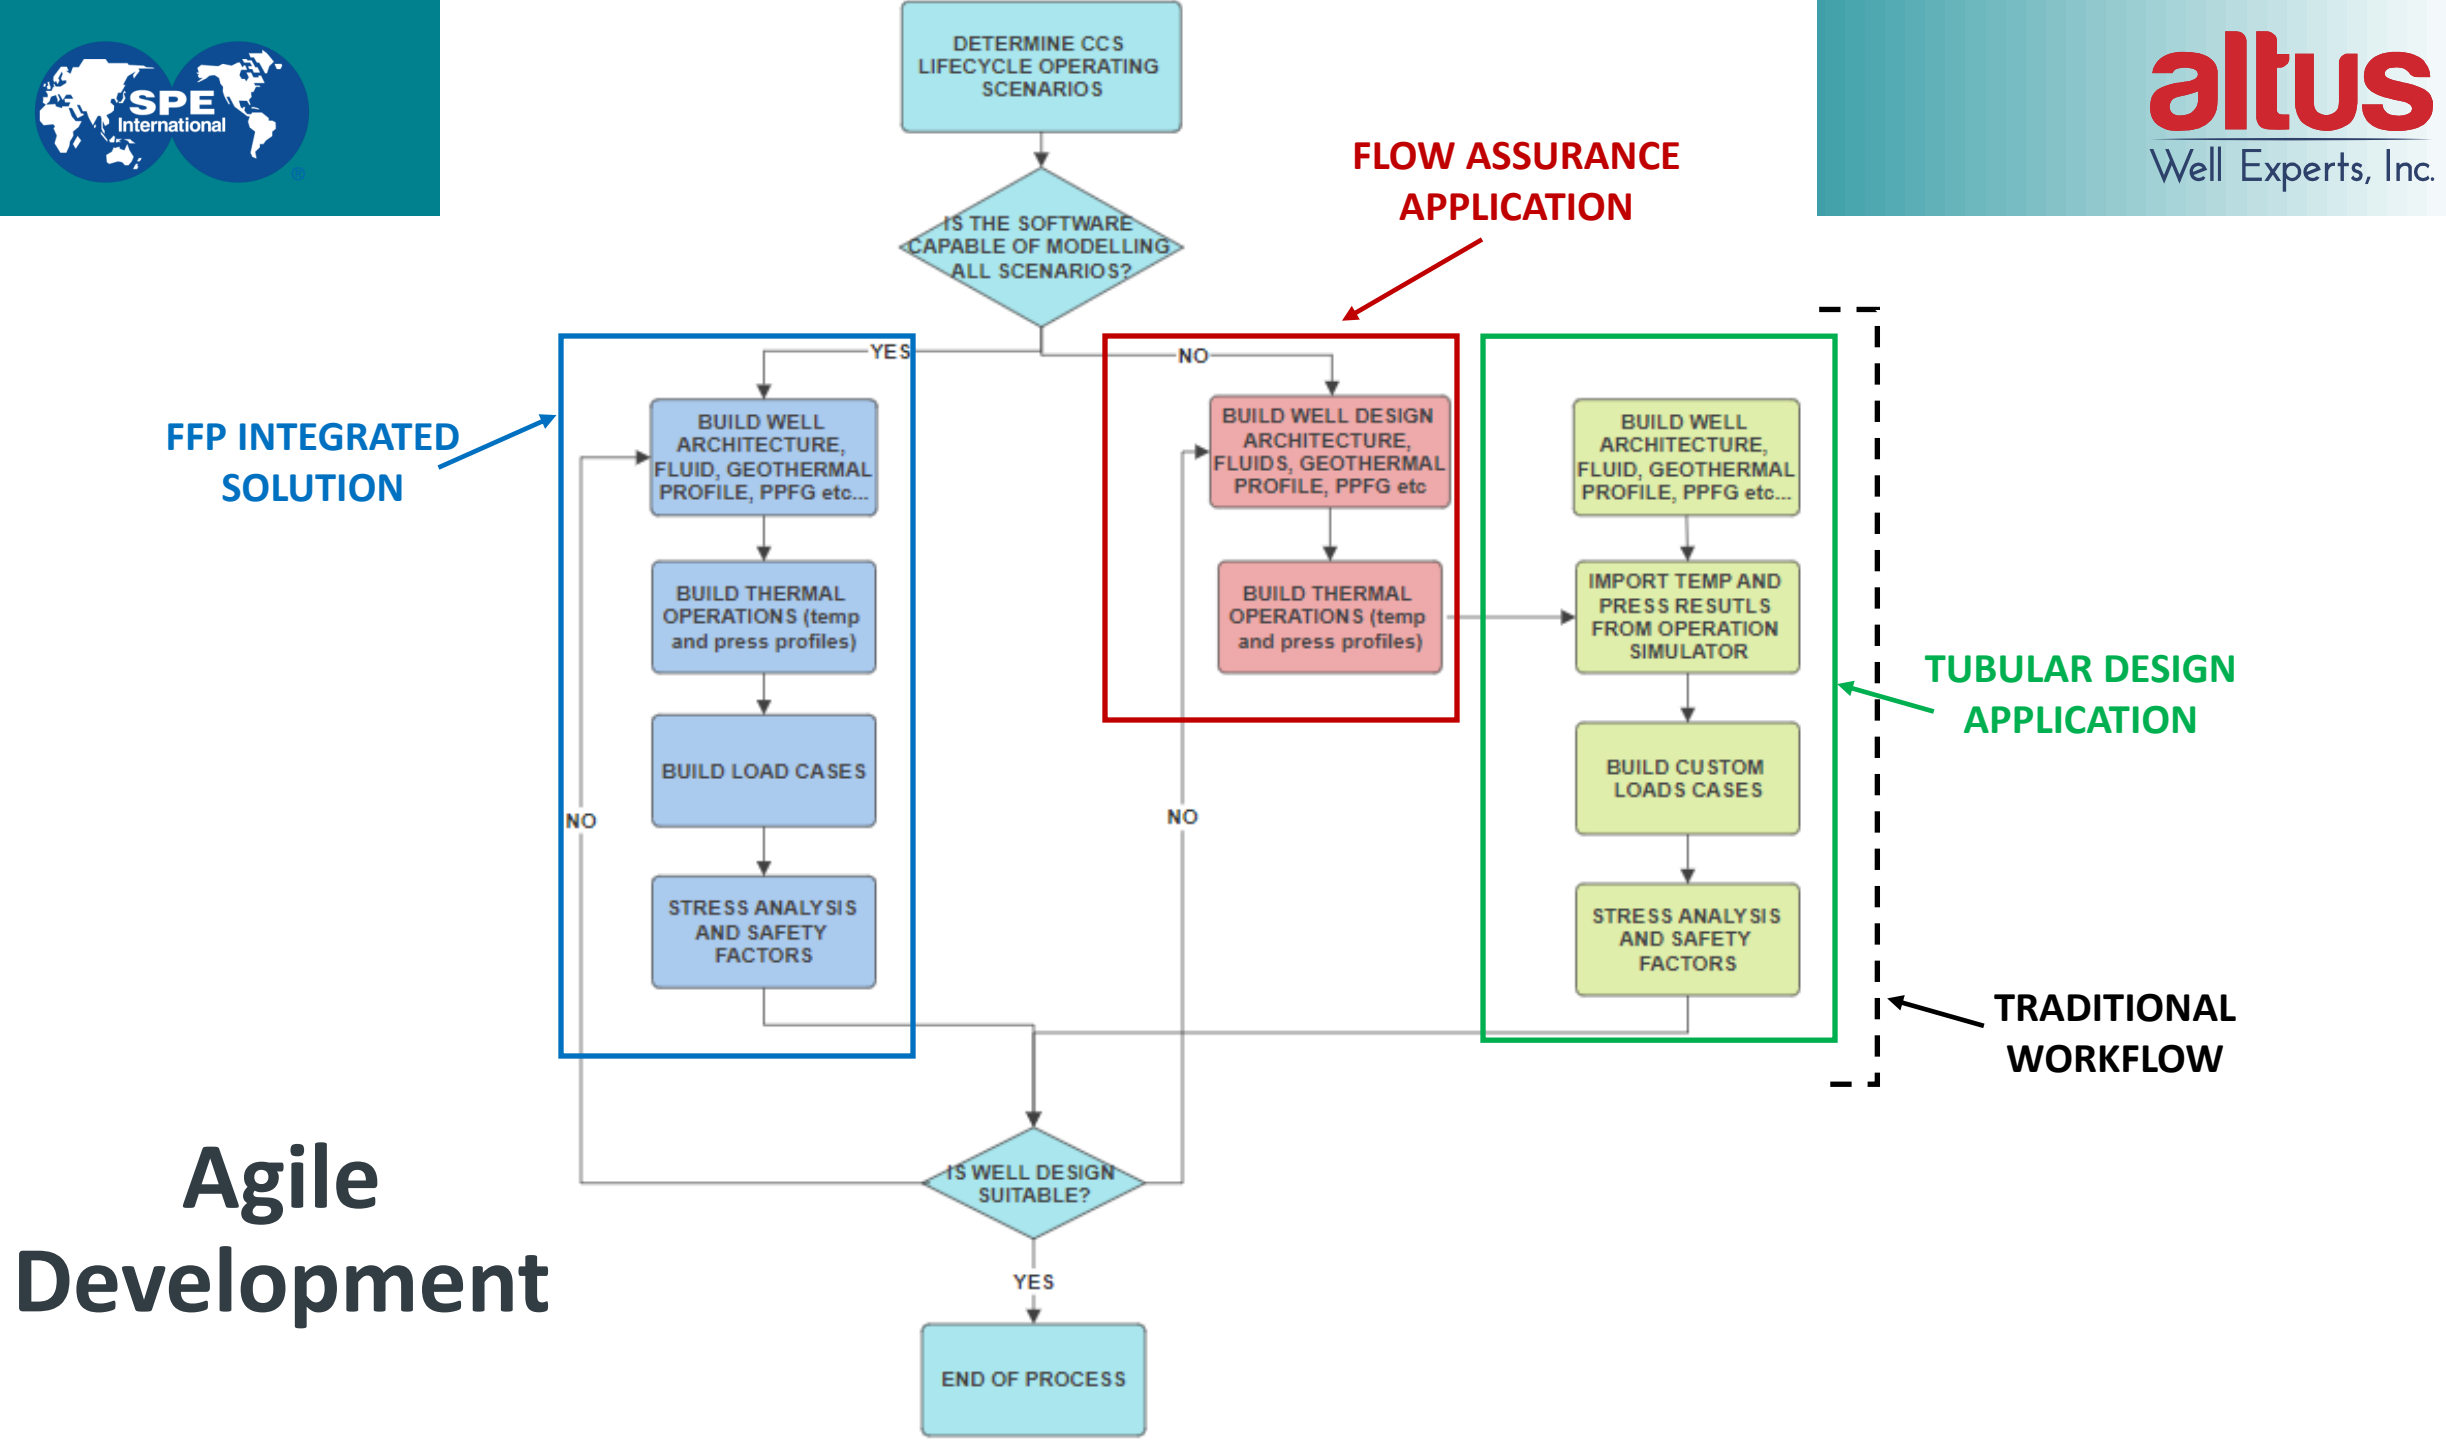 SPE
International
®
altus
Well Experts, Inc.
DETERMINE CCS
LIFECYCLE OPERATING
SCENARIOS
IS THE SOFTWARE
CAPABLE OF MODELLING
ALL SCENARIOS?
FLOW ASSURANCE
APPLICATION
YES
NO
FFP INTEGRATED
SOLUTION
BUILD WELL
ARCHITECTURE,
FLUID, GEOTHERMAL
PROFILE, PPFG etc...
BUILD THERMAL
OPERATIONS (temp
and press profiles)
BUILD LOAD CASES
STRESS ANALYSIS
AND SAFETY
FACTORS
NO
BUILD WELL DESIGN
ARCHITECTURE,
FLUIDS, GEOTHERMAL
PROFILE, PPFG etc
BUILD THERMAL
OPERATIONS (temp
and press profiles)
NO
BUILD WELL
ARCHITECTURE,
FLUID, GEOTHERMAL
PROFILE, PPFG etc...
IMPORT TEMP AND
PRESS RESUTLS
FROM OPERATION
SIMULATOR
BUILD CUSTOM
LOADS CASES
STRESS ANALYSIS
AND SAFETY
FACTORS
TUBULAR DESIGN
APPLICATION
TRADITIONAL
WORKFLOW
IS WELL DESIGN
SUITABLE?
YES
END OF PROCESS
Agile
Development